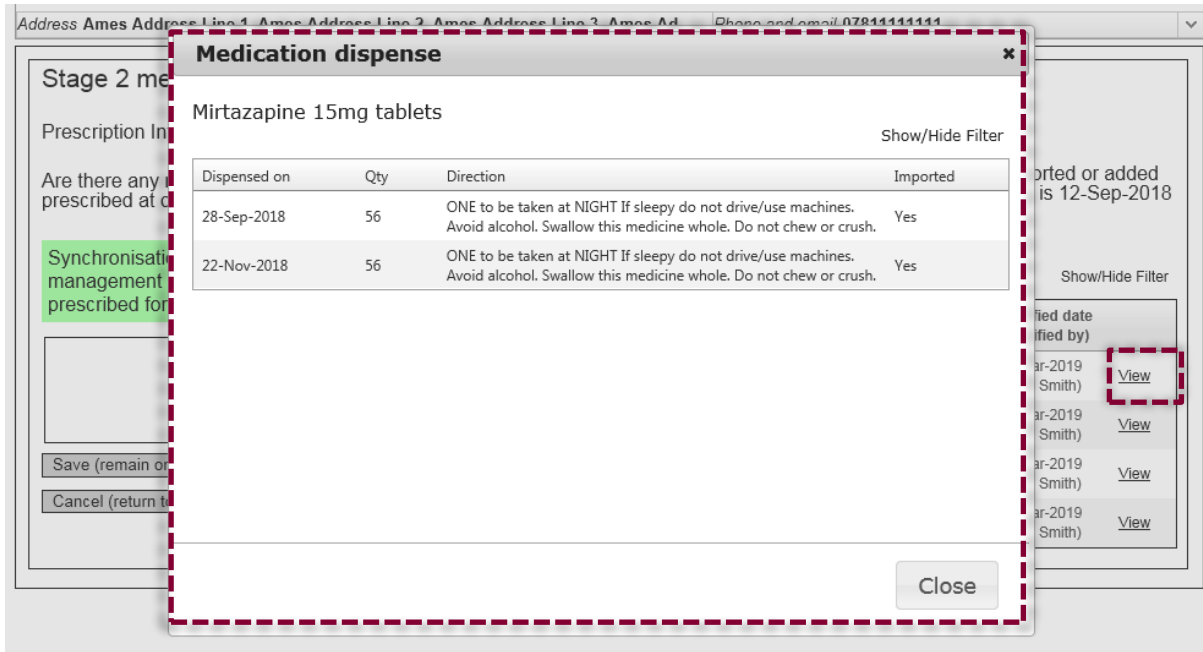 Address Ames Address Line 1, Ames Address Line 2, Ames Address Line 3, Ames Ad Phone and email 07811111111
Medication dispense
Stage 2 me
Mirtazapine 15mg tablets
Prescription In
Show/Hide Filter
Dispensed on Qty Direction Imported
28-Sep-2018 56 ONE to be taken at NIGHT If sleepy do not drive/use machines.
Avoid alcohol. Swallow this medicine whole. Do not chew or crush. Yes
22-Nov-2018 56 ONE to be taken at NIGHT If sleepy do not drive/use machines.
Avoid alcohol. Swallow this medicine whole. Do not chew or crush. Yes
Close
Are there any
prescribed at
orted or added
is 12-Sep-2018
Synchronisati
management
prescribed for
Show/Hide Filter
fied date
ified by)
ar-2019
Smith) View
ar-2019
Smith) View
ar-2019
Smith) View
ar-2019
Smith) View
Save (remain or
Cancel (return t